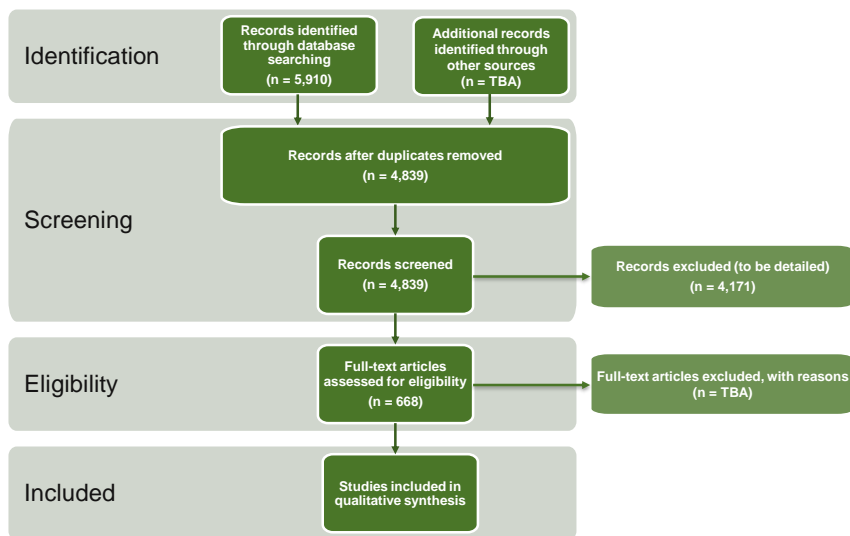 Identification
Records identified
through database
searching
(n = 5,910)
Additional records
identified through
other sources
(n = TBA)
Screening
Records after duplicates removed
(n = 4,839)
Records screened
(n = 4,839)
Records excluded (to be detailed)
(n = 4,171)
Eligibility
Full-text articles
assessed for eligibility
(n = 668)
Full-text articles excluded, with reasons
(n = TBA)
Included
Studies included in
qualitative synthesis